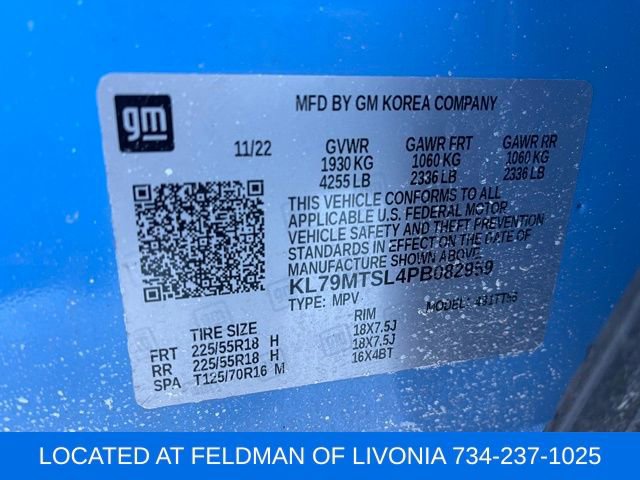 gm
MFD BY GM KOREA COMPANY
11/22
GVWR GAWR FRT GAWR RR
1930 KG 1060 KG 1060 KG
4255 LB 2336 LB 2336 LB
THIS VEHICLE CONFORMS TO ALL
APPLICABLE U.S. FEDERAL MOTOR
VEHICLE SAFETY AND THEFT PREVENTION
STANDARDS IN EFFECT ON THE DATE OF
MANUFACTURE SHOWN ABOVE.
KL79MTSL4PB082959
TYPE: MPV MODEL:
TIRE SIZE RIM
FRT 225/55R18 H 18X7.5J
RR 225/55R18 H 18X7.5J
SPA T125/70R16 M 16X4BT
LOCATED AT FELDMAN OF LIVONIA 734-237-1025